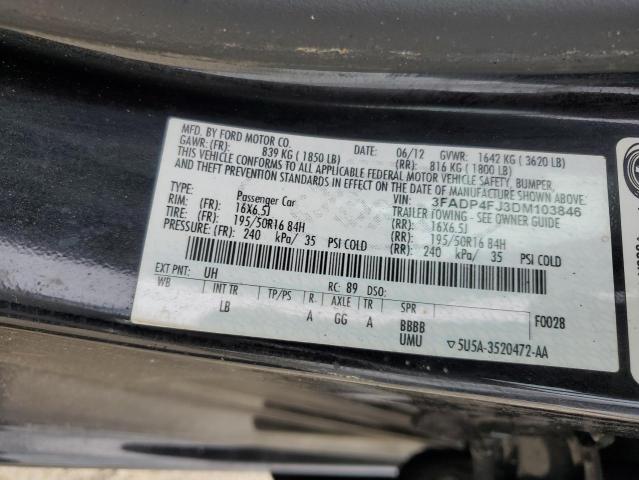 MFD. BY FORD MOTOR CO.
DATE: 06/12 GVWR: 1642 KG ( 3620 LB)
GAWR: (FR): 839 KG ( 1850 LB) (RR): 816 KG ( 1800 LB)
THIS VEHICLE CONFORMS TO ALL APPLICABLE FEDERAL MOTOR VEHICLE SAFETY, BUMPER,
AND THEFT PREVENTION STANDARDS IN EFFECT ON THE DATE OF MANUFACTURE SHOWN ABOVE.
VIN: 3FADP4FJ3DM103846
TYPE: Passenger Car TRAILER TOWING - SEE OWNER GUIDE
RIM: (FR): 16X6.5J (RR): 16X6.5J
TIRE: (FR): 195/50R16 84H (RR): 195/50R16 84H
PRESSURE: (FR): 240 kPa/ 35 PSI COLD (RR): 240 kPa/ 35 PSI COLD
EXT PNT: UH RC: 89 DSO: F0028
WB INT TR TP/PS R AXLE TR SPR
LB A GG A BBBB
UMU ▽5U5A-3520472-AA